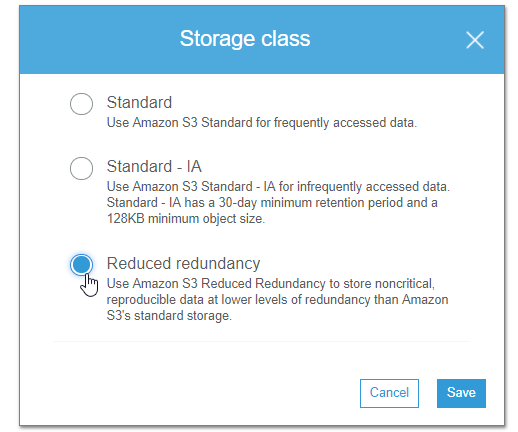 Storage class
Standard
Use Amazon S3 Standard for frequently accessed data.
Standard - IA
Use Amazon S3 Standard - IA for infrequently accessed data.
Standard - IA has a 30-day minimum retention period and a
128KB minimum object size.
Reduced redundancy
Use Amazon S3 Reduced Redundancy to store noncritical,
reproducible data at lower levels of redundancy than Amazon
S3's standard storage.
Cancel
Save